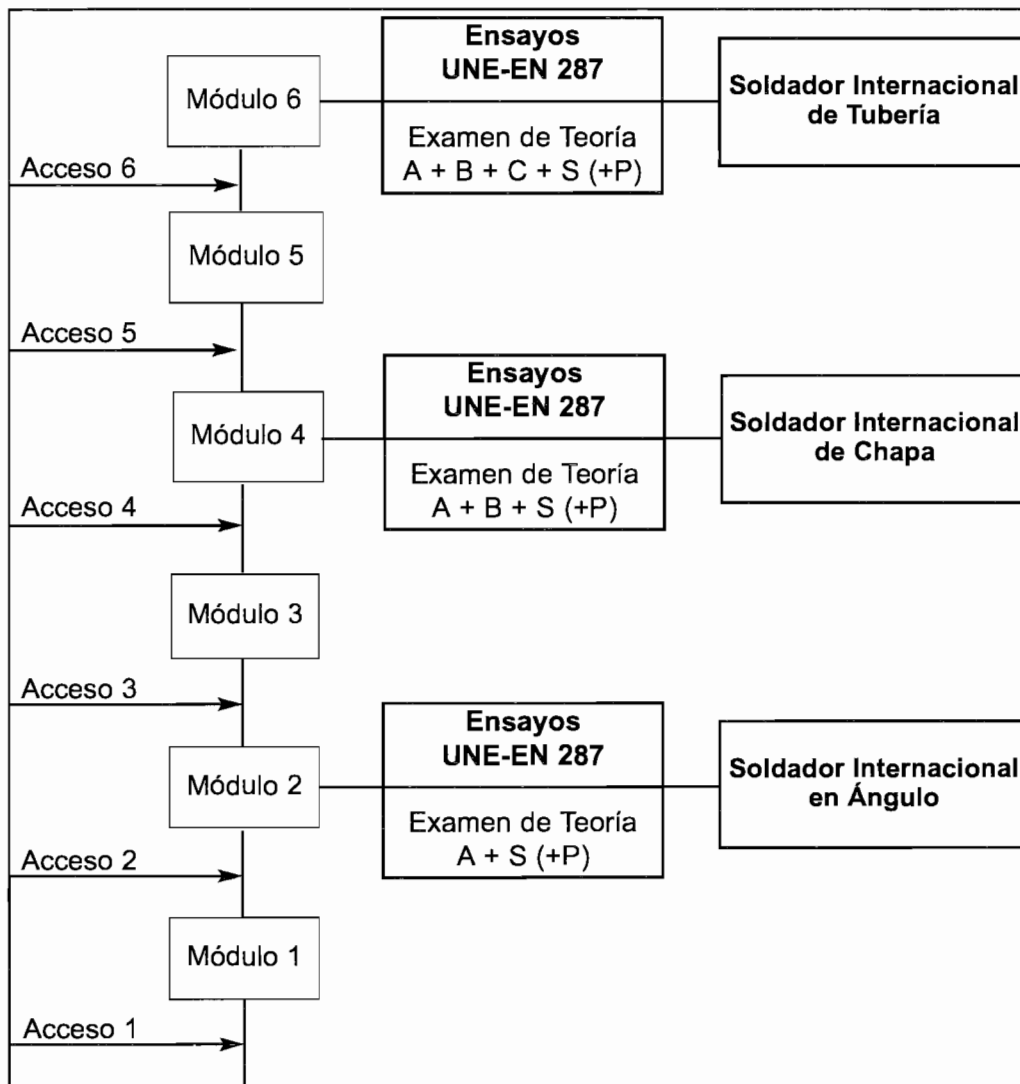 Ensayos
UNE-EN 287
Módulo 6
Soldador Internacional
de Tubería
Examen de Teoría
A + B + C + S (+P)
Acceso 6
Módulo 5
Acceso 5
Ensayos
UNE-EN 287
Módulo 4
Soldador Internacional
de Chapa
Examen de Teoría
A + B + S (+P)
Acceso 4
Módulo 3
Acceso 3
Ensayos
UNE-EN 287
Módulo 2
Soldador Internacional
en Ángulo
Examen de Teoría
A + S (+P)
Acceso 2
Módulo 1
Acceso 1